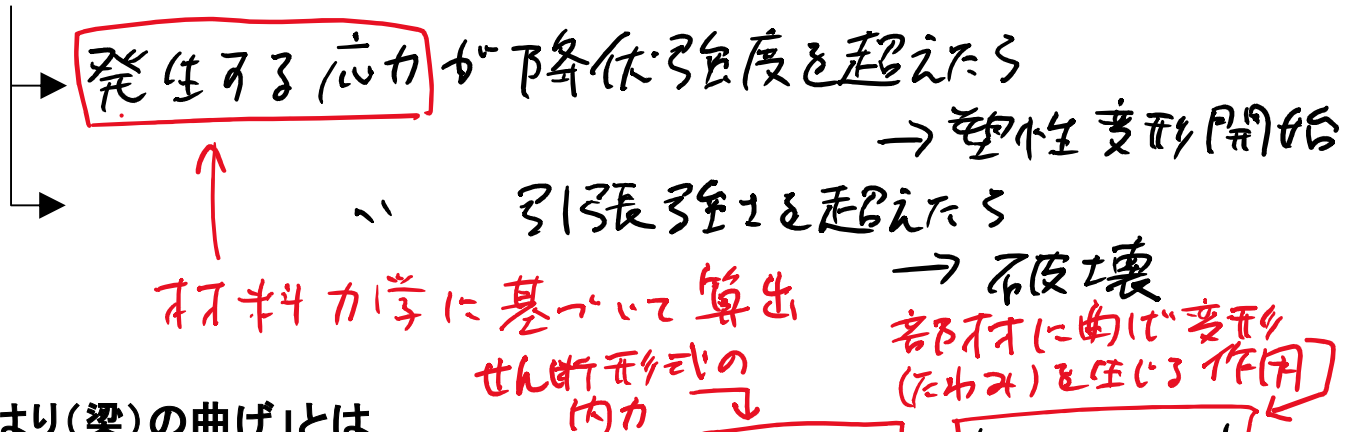 発生する応力が降伏強度を超えたら
→塑性変形開始
〃 引張強さを超えたら
→破壊
材料力学に基づいて算出
部材に曲げ変形
(たわみ)を生じる作用
せん断形式の
内力
はり(梁)の曲げ」とは